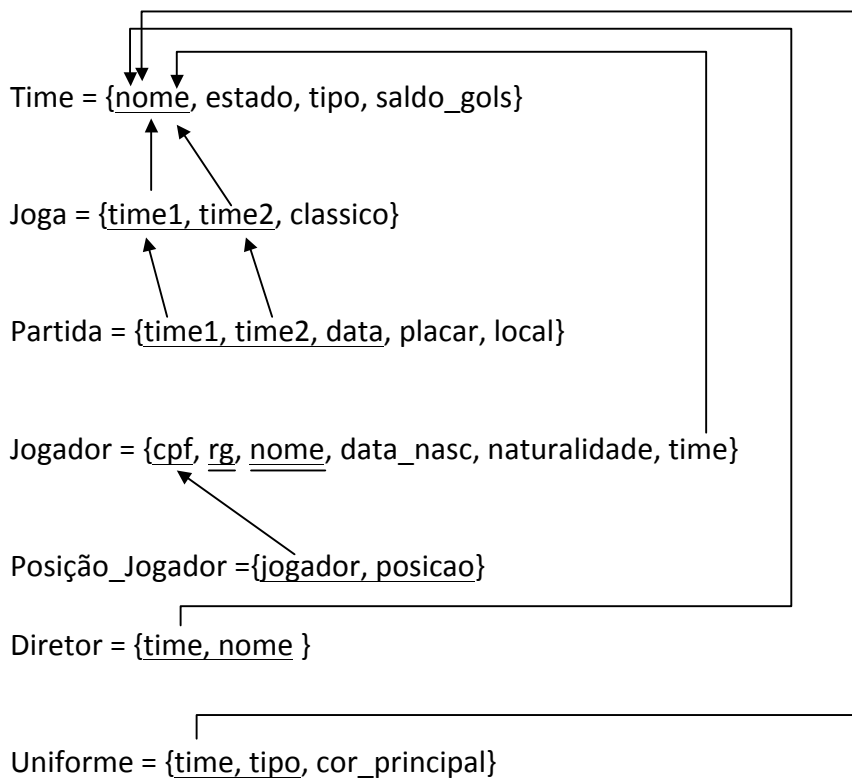 Time = {nome, estado, tipo, saldo_gols}
Joga = {time1, time2, classico}
Partida = {time1, time2, data, placar, local}
Jogador = {cpf, rg, nome, data_nasc, naturalidade, time}
Posição_Jogador ={jogador, posicao}
Diretor = {time, nome }
Uniforme = {time, tipo, cor_principal}